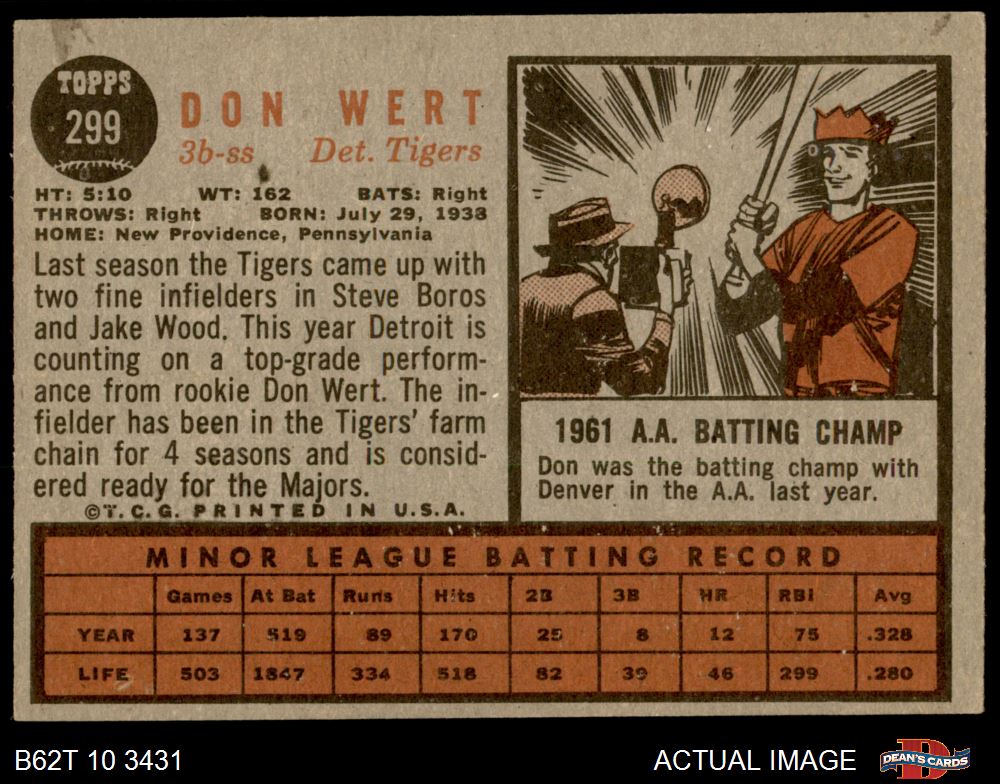 TOPPS
299
DON WERT
3b-ss Det. Tigers
HT: 5:10 WT: 162 BATS: Right
THROWS: Right BORN: July 29, 1938
HOME: New Providence, Pennsylvania
Last season the Tigers came up with
two fine infielders in Steve Boros
and Jake Wood. This year Detroit is
counting on a top-grade perform-
ance from rookie Don Wert. The in-
fielder has been in the Tigers' farm
chain for 4 seasons and is consid-
ered ready for the Majors.
©T.C.G. PRINTED IN U.S.A.
1961 A.A. BATTING CHAMP
Don was the batting champ with
Denver in the A.A. last year.
MINOR LEAGUE BATTING RECORD
Games At Bat Runs Hits 2B 3B HR RBI Avg
YEAR 137 519 89 170 25 8 12 75 .328
LIFE 503 1847 334 518 82 39 46 299 .280
B62T 10 3431
ACTUAL IMAGE
D
DEAN'S CARDS